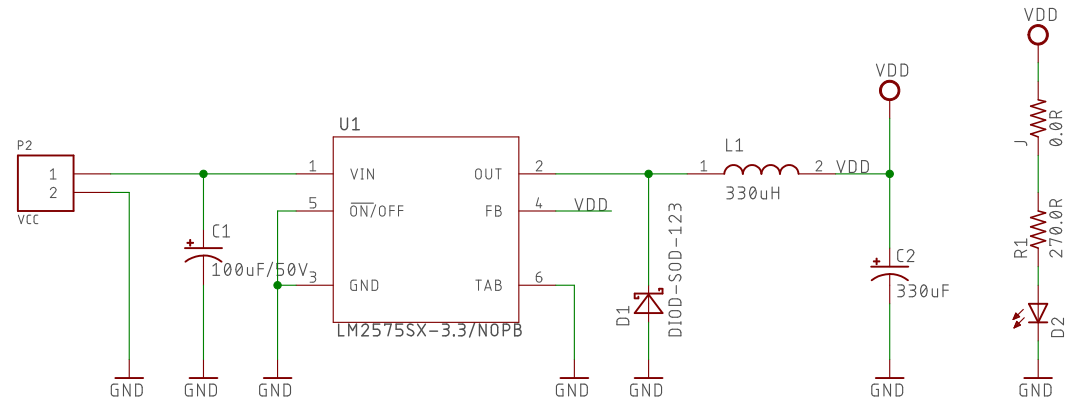 VDD
VDD
P2
1
2
VCC
U1
1
VIN
OUT
2
5
ON/OFF
FB
4
VDD
3
GND
TAB
6
LM2575SX-3.3/NOPB
C1
100uF/50V
L1
1
2
VDD
330uH
D1
DIOD-SOD-123
C2
330uF
J
0.0R
R1
270.0R
D2
GND
GND
GND
GND
GND
GND
GND